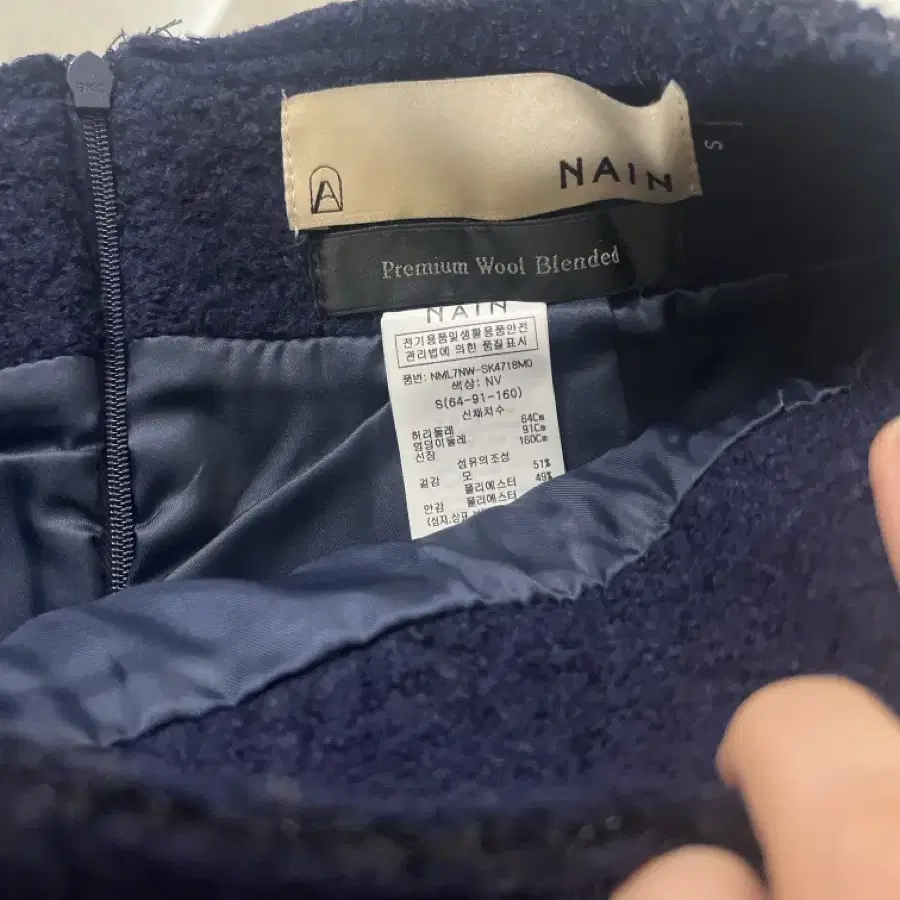 NAIN
S
Premium Wool Blended
NAIN
전기용품및생활용품안전
관리법에 의한 품질표시
품번: NML7NW-SK4718M0
색상: NV
S(64-91-160)
신체치수
허리둘레 64Cm
엉덩이둘레 91Cm
신장 160Cm
섬유의조성
겉감 모 51%
폴리에스터 49%
안감 폴리에스터